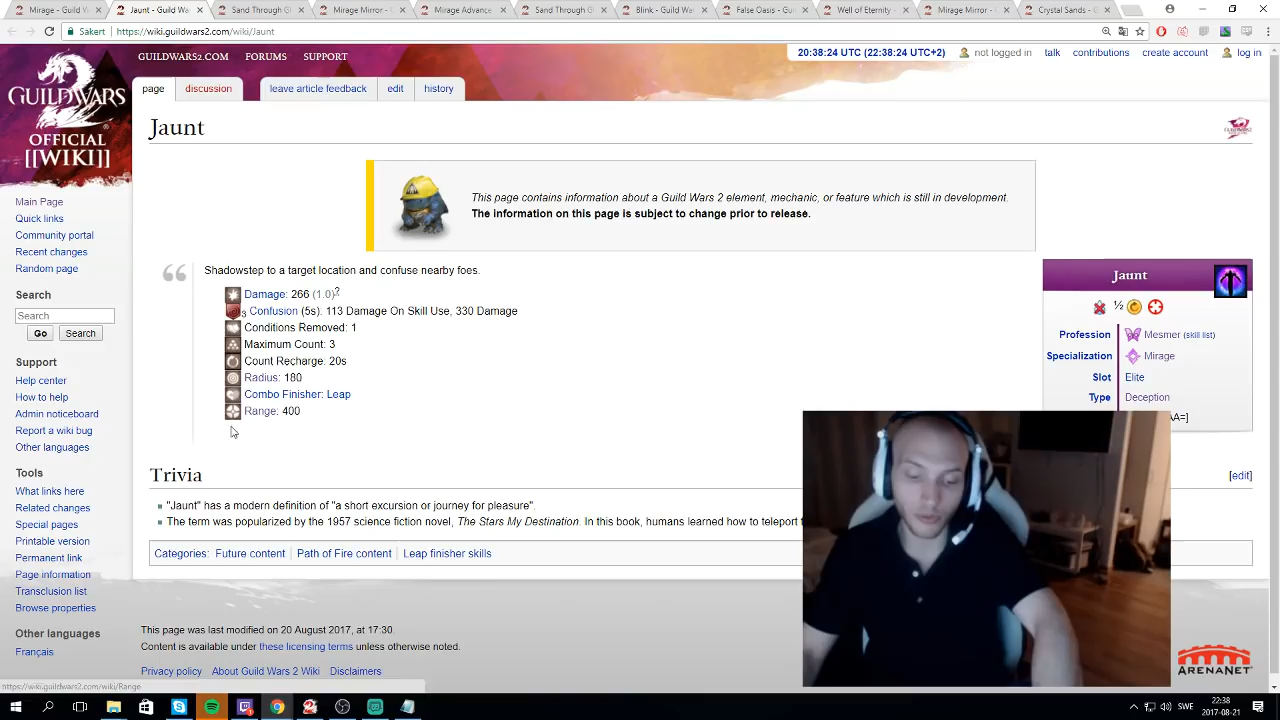 Mirage - Guild Wa
Jaunt - Guild Wars
Sand Through Gl
Mirage Mirror - C
Mirage Advance
Sand Through Gl
Blink - Guild War
False Oasis - Gui
Well of Eternity
Mirage Mirror - G
Crystal Sands - G
Säkert | https://wiki.guildwars2.com/wiki/Jaunt
GUILDWARS2.COM FORUMS SUPPORT
20:38:24 UTC (22:38:24 UTC+2) not logged in talk contributions create account log in
GUILD WARS 2
OFFICIAL
[[WIKI]]
page discussion leave article feedback edit history
Jaunt
This page contains information about a Guild Wars 2 element, mechanic, or feature which is still in development.
The information on this page is subject to change prior to release.
Shadowstep to a target location and confuse nearby foes.
Damage: 266 (1.0)?
3 Confusion (5s): 113 Damage On Skill Use, 330 Damage
Conditions Removed: 1
Maximum Count: 3
Count Recharge: 20s
Radius: 180
Combo Finisher: Leap
Range: 400
Jaunt
½
Profession Mesmer (skill list)
Specialization Mirage
Slot Elite
Type Deception
AA=]
Trivia [edit]
"Jaunt" has a modern definition of "a short excursion or journey for pleasure".
The term was popularized by the 1957 science fiction novel, The Stars My Destination. In this book, humans learned how to teleport
Categories: Future content | Path of Fire content | Leap finisher skills
This page was last modified on 20 August 2017, at 17:30.
Content is available under these licensing terms unless otherwise noted.
Privacy policy About Guild Wars 2 Wiki Disclaimers
ARENANET
Main Page
Quick links
Community portal
Recent changes
Random page
Search
Search
Go Search
Support
Help center
How to help
Admin noticeboard
Report a wiki bug
Other languages
Tools
What links here
Related changes
Special pages
Printable version
Permanent link
Page information
Transclusion list
Browse properties
Other languages
Français
https://wiki.guildwars2.com/wiki/Range
SWE
22:38
2017-08-21